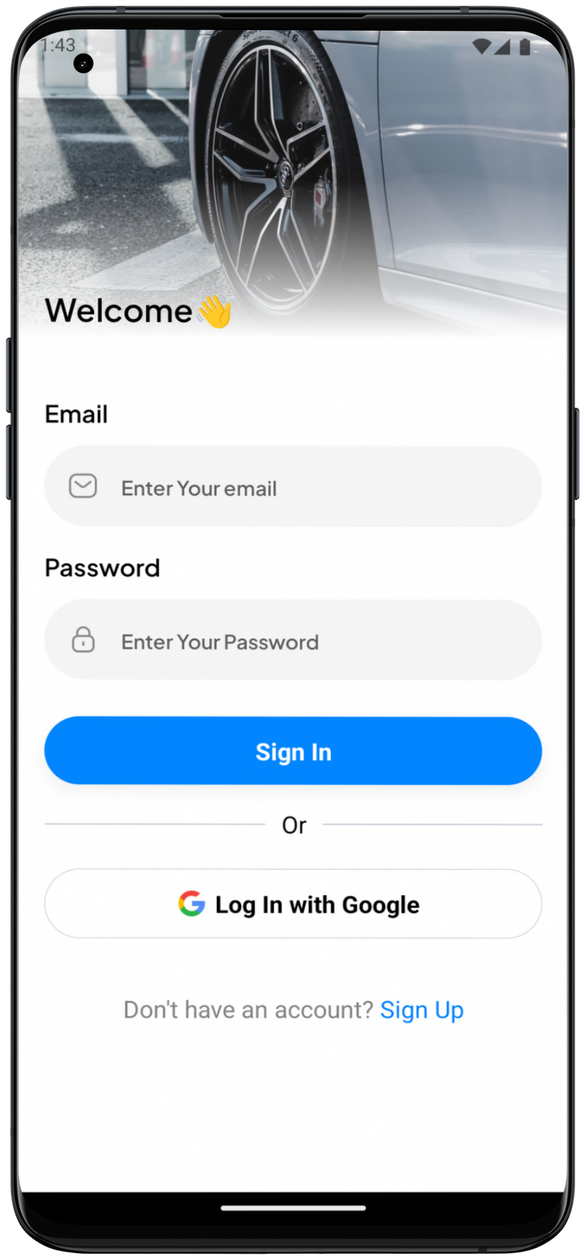 1:43
Welcome👋
Email
Enter Your email
Password
Enter Your Password
Sign In
Or
Log In with Google
Don't have an account? Sign Up